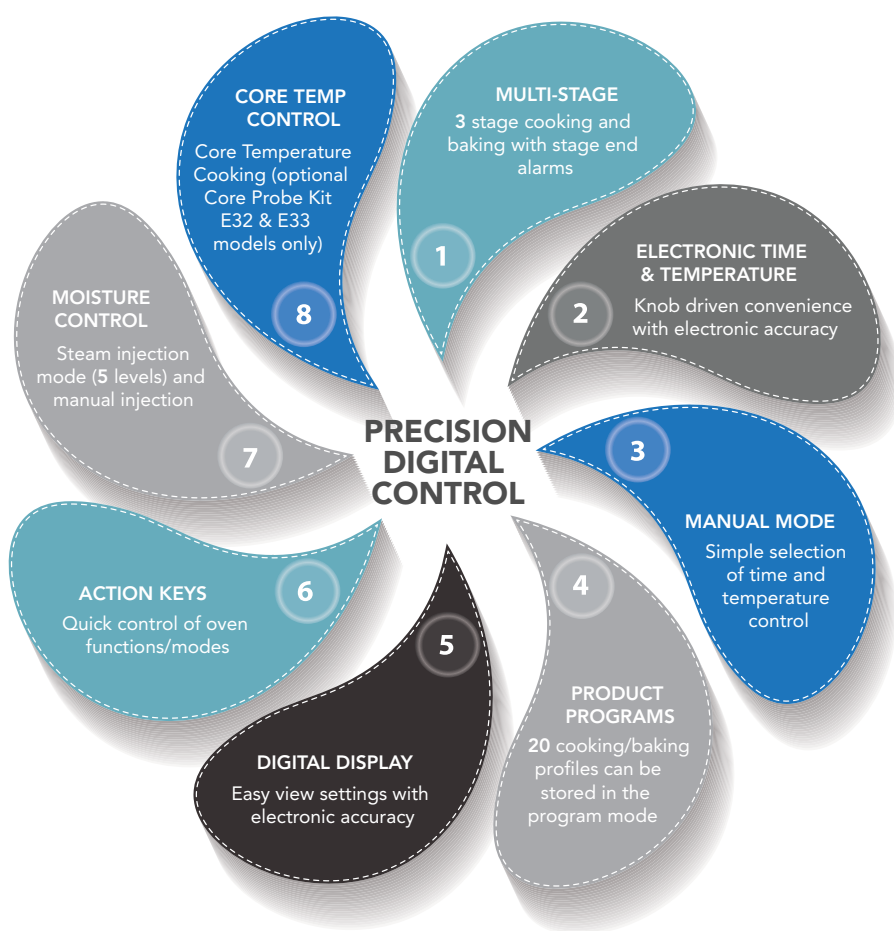 PRECISION
DIGITAL
CONTROL
MULTI-STAGE
3 stage cooking and
baking with stage end
alarms
1
ELECTRONIC TIME
& TEMPERATURE
Knob driven convenience
with electronic accuracy
2
3
MANUAL MODE
Simple selection
of time and
temperature
control
4
PRODUCT
PROGRAMS
20 cooking/baking
profiles can be
stored in the
program mode
5
DIGITAL DISPLAY
Easy view settings with
electronic accuracy
6
ACTION KEYS
Quick control of oven
functions/modes
MOISTURE
CONTROL
Steam injection
mode (5 levels) and
manual injection
7
CORE TEMP
CONTROL
Core Temperature
Cooking (optional
Core Probe Kit
E32 & E33
models only)
8